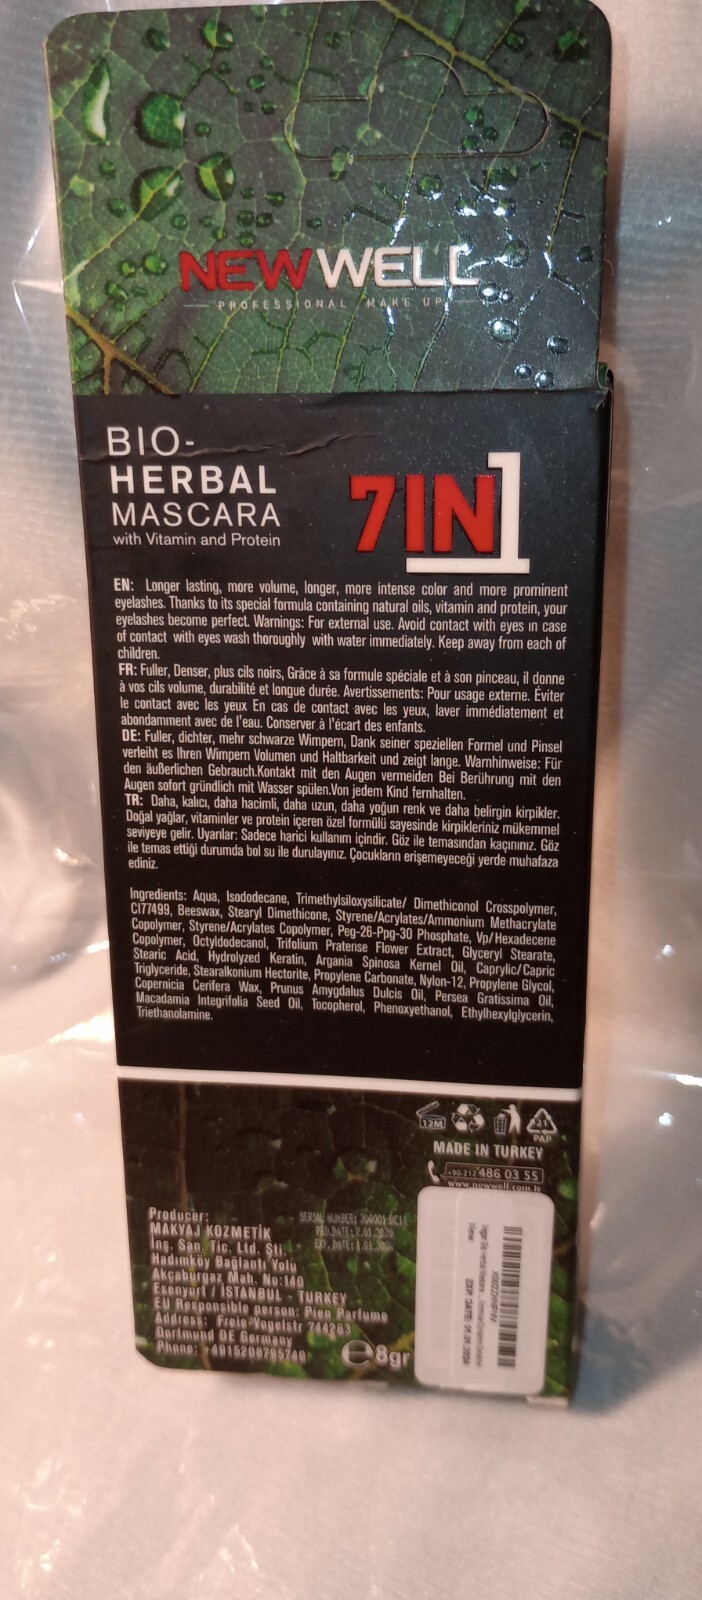 NEWWELL
PROFESSIONAL MAKE UP
BIO-
HERBAL
MASCARA
with Vitamin and Protein
7IN1
EN: Longer lasting, more volume, longer, more intense color and more prominent
eyelashes. Thanks to its special formula containing natural oils, vitamin and protein, your
eyelashes become perfect. Warnings: For external use. Avoid contact with eyes in case
of contact with eyes wash thoroughly with water immediately. Keep away from each of
children.
FR: Fuller, Denser, plus cils noirs, Grâce à sa formule spéciale et à son pinceau, il donne
à vos cils volume, durabilité et longue durée. Avertissements: Pour usage externe. Éviter
le contact avec les yeux En cas de contact avec les yeux, laver immédiatement et
abondamment avec de l'eau. Conserver à l'écart des enfants.
DE: Fuller, dichter, mehr schwarze Wimpern, Dank seiner speziellen Formel und Pinsel
verleiht es Ihren Wimpern Volumen und Haltbarkeit und zeigt lange. Warnhinweise: Für
den äußerlichen Gebrauch.Kontakt mit den Augen vermeiden Bei Berührung mit den
Augen sofort gründlich mit Wasser spülen.Von jedem Kind fernhalten.
TR: Daha, kalıcı, daha hacimli, daha uzun, daha yoğun renk ve daha belirgin kirpikler.
Doğal yağlar, vitaminler ve protein içeren özel formülü sayesinde kirpikleriniz mükemmel
seviyeye gelir. Uyarılar: Sadece harici kullanım içindir. Göz ile temasından kaçınınız. Göz
ile temas ettiği durumda bol su ile durulayınız. Çocukların erişemeyeceği yerde muhafaza
ediniz.
Ingredients: Aqua, Isododecane, Trimethylsiloxysilicate/ Dimethiconol Crosspolymer,
CI77499, Beeswax, Stearyl Dimethicone, Styrene/Acrylates/Ammonium Methacrylate
Copolymer, Styrene/Acrylates Copolymer, Peg-26-Ppg-30 Phosphate, Vp/Hexadecene
Copolymer, Octyldodecanol, Trifolium Pratense Flower Extract, Glyceryl Stearate,
Stearic Acid, Hydrolyzed Keratin, Argania Spinosa Kernel Oil, Caprylic/Capric
Triglyceride, Stearalkonium Hectorite, Propylene Carbonate, Nylon-12, Propylene Glycol,
Copernicia Cerifera Wax, Prunus Amygdalus Dulcis Oil, Persea Gratissima Oil,
Macadamia Integrifolia Seed Oil, Tocopherol, Phenoxyethanol, Ethylhexylglycerin,
Triethanolamine.
12M
21
PAP
MADE IN TURKEY
+90.212 486 03 55
www.newwell.com.tr
Producer:
MAKYAJ KOZMETİK
İnş. San. Tic. Ltd. Şti.
Hadımköy Bağlantı Yolu
Akçaburgaz Mah. No:140
Esenyurt / İSTANBUL - TURKEY
EU Responsible person: Pien Parfume
Address: Freie Vogelstr 744263
Dortmund DE Germany
Phone: +4915208795740
SERIAL NUMBER:
PRD.DATE:
EXP.DATE:
e 8gr
New
EXP. DATE: